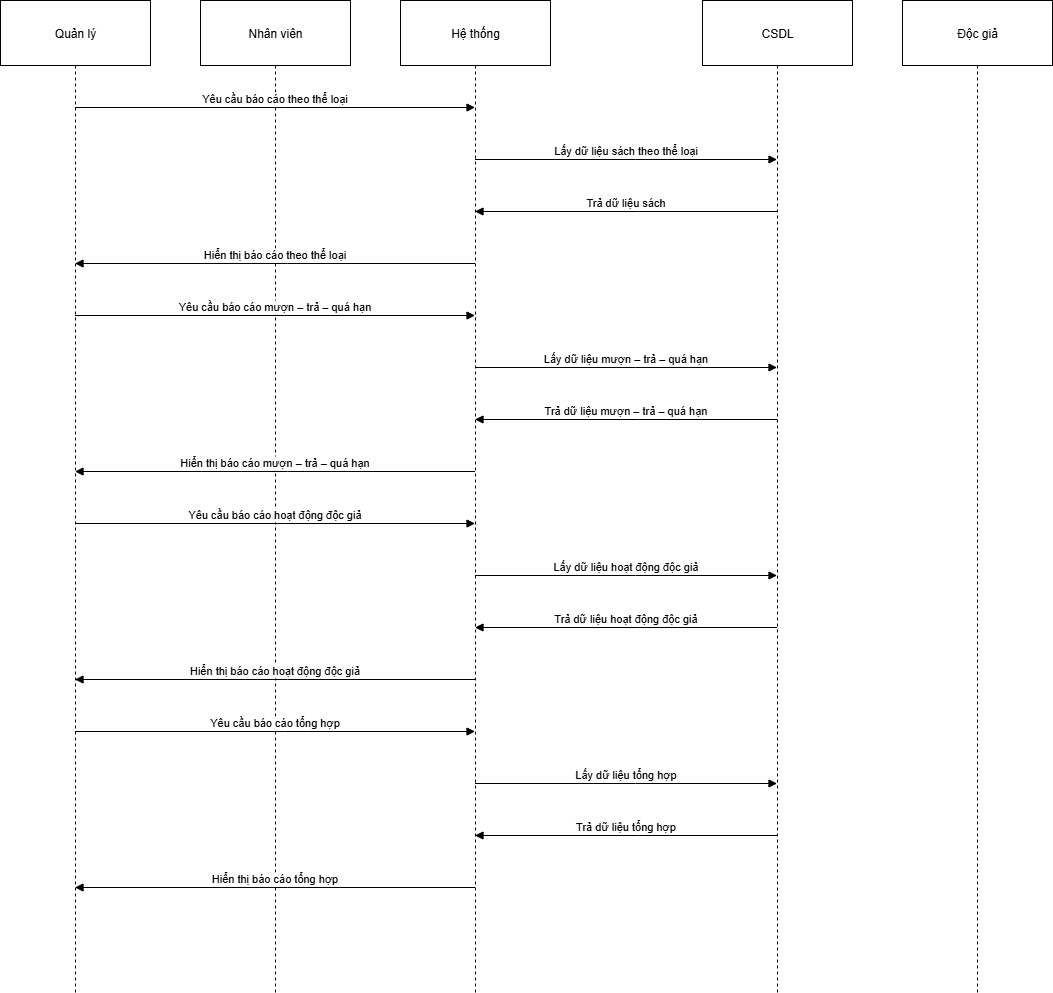 Quản lý
Nhân viên
Hệ thống
CSDL
Độc giả
Yêu cầu báo cáo theo thể loại
Lấy dữ liệu sách theo thể loại
Trả dữ liệu sách
Hiển thị báo cáo theo thể loại
Yêu cầu báo cáo mượn – trả – quá hạn
Lấy dữ liệu mượn – trả – quá hạn
Trả dữ liệu mượn – trả – quá hạn
Hiển thị báo cáo mượn – trả – quá hạn
Yêu cầu báo cáo hoạt động độc giả
Lấy dữ liệu hoạt động độc giả
Trả dữ liệu hoạt động độc giả
Hiển thị báo cáo hoạt động độc giả
Yêu cầu báo cáo tổng hợp
Lấy dữ liệu tổng hợp
Trả dữ liệu tổng hợp
Hiển thị báo cáo tổng hợp